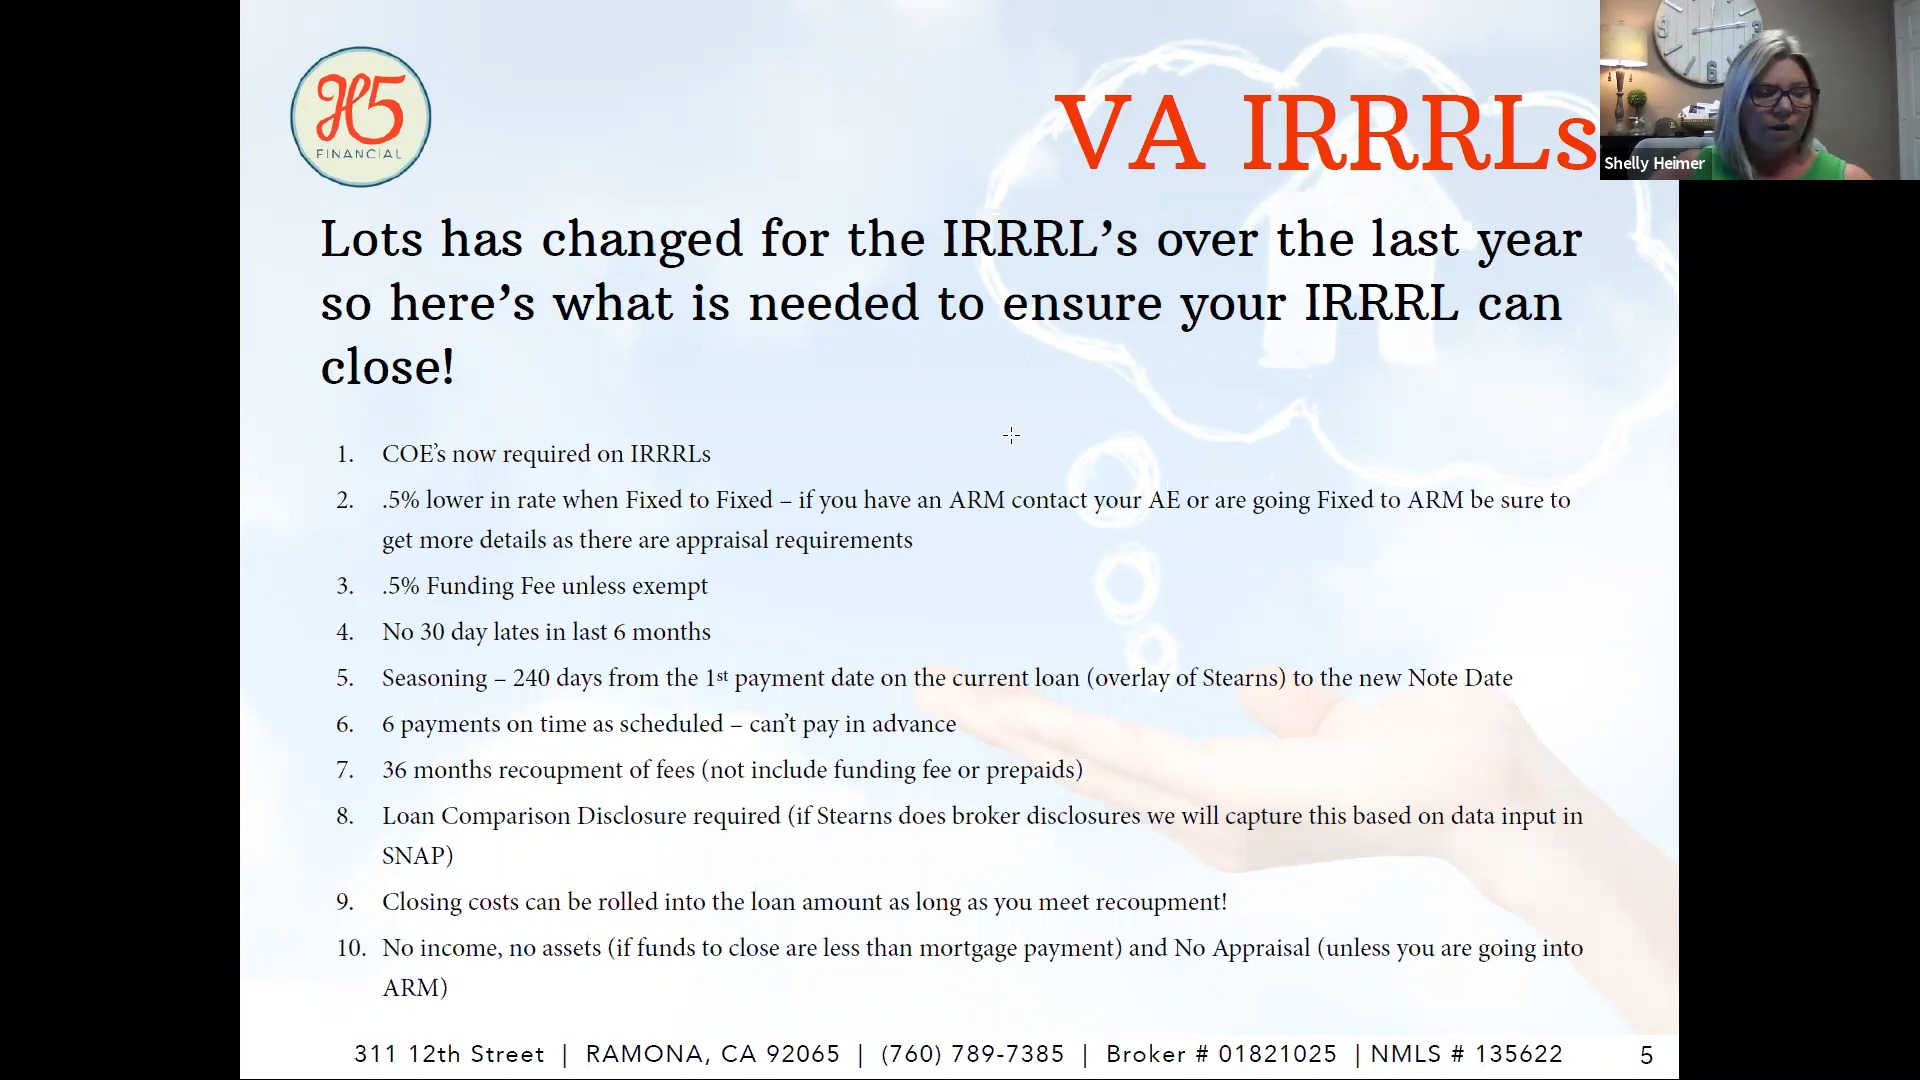 H5
FINANCIAL
VA IRRRLs
Shelly Heimer
Lots has changed for the IRRRL’s over the last year
so here’s what is needed to ensure your IRRRL can
close!
1. COE’s now required on IRRRLs
2. .5% lower in rate when Fixed to Fixed – if you have an ARM contact your AE or are going Fixed to ARM be sure to
get more details as there are appraisal requirements
3. .5% Funding Fee unless exempt
4. No 30 day lates in last 6 months
5. Seasoning – 240 days from the 1st payment date on the current loan (overlay of Stearns) to the new Note Date
6. 6 payments on time as scheduled – can’t pay in advance
7. 36 months recoupment of fees (not include funding fee or prepaids)
8. Loan Comparison Disclosure required (if Stearns does broker disclosures we will capture this based on data input in
SNAP)
9. Closing costs can be rolled into the loan amount as long as you meet recoupment!
10. No income, no assets (if funds to close are less than mortgage payment) and No Appraisal (unless you are going into
ARM)
311 12th Street | RAMONA, CA 92065 | (760) 789-7385 | Broker # 01821025 | NMLS # 135622 5